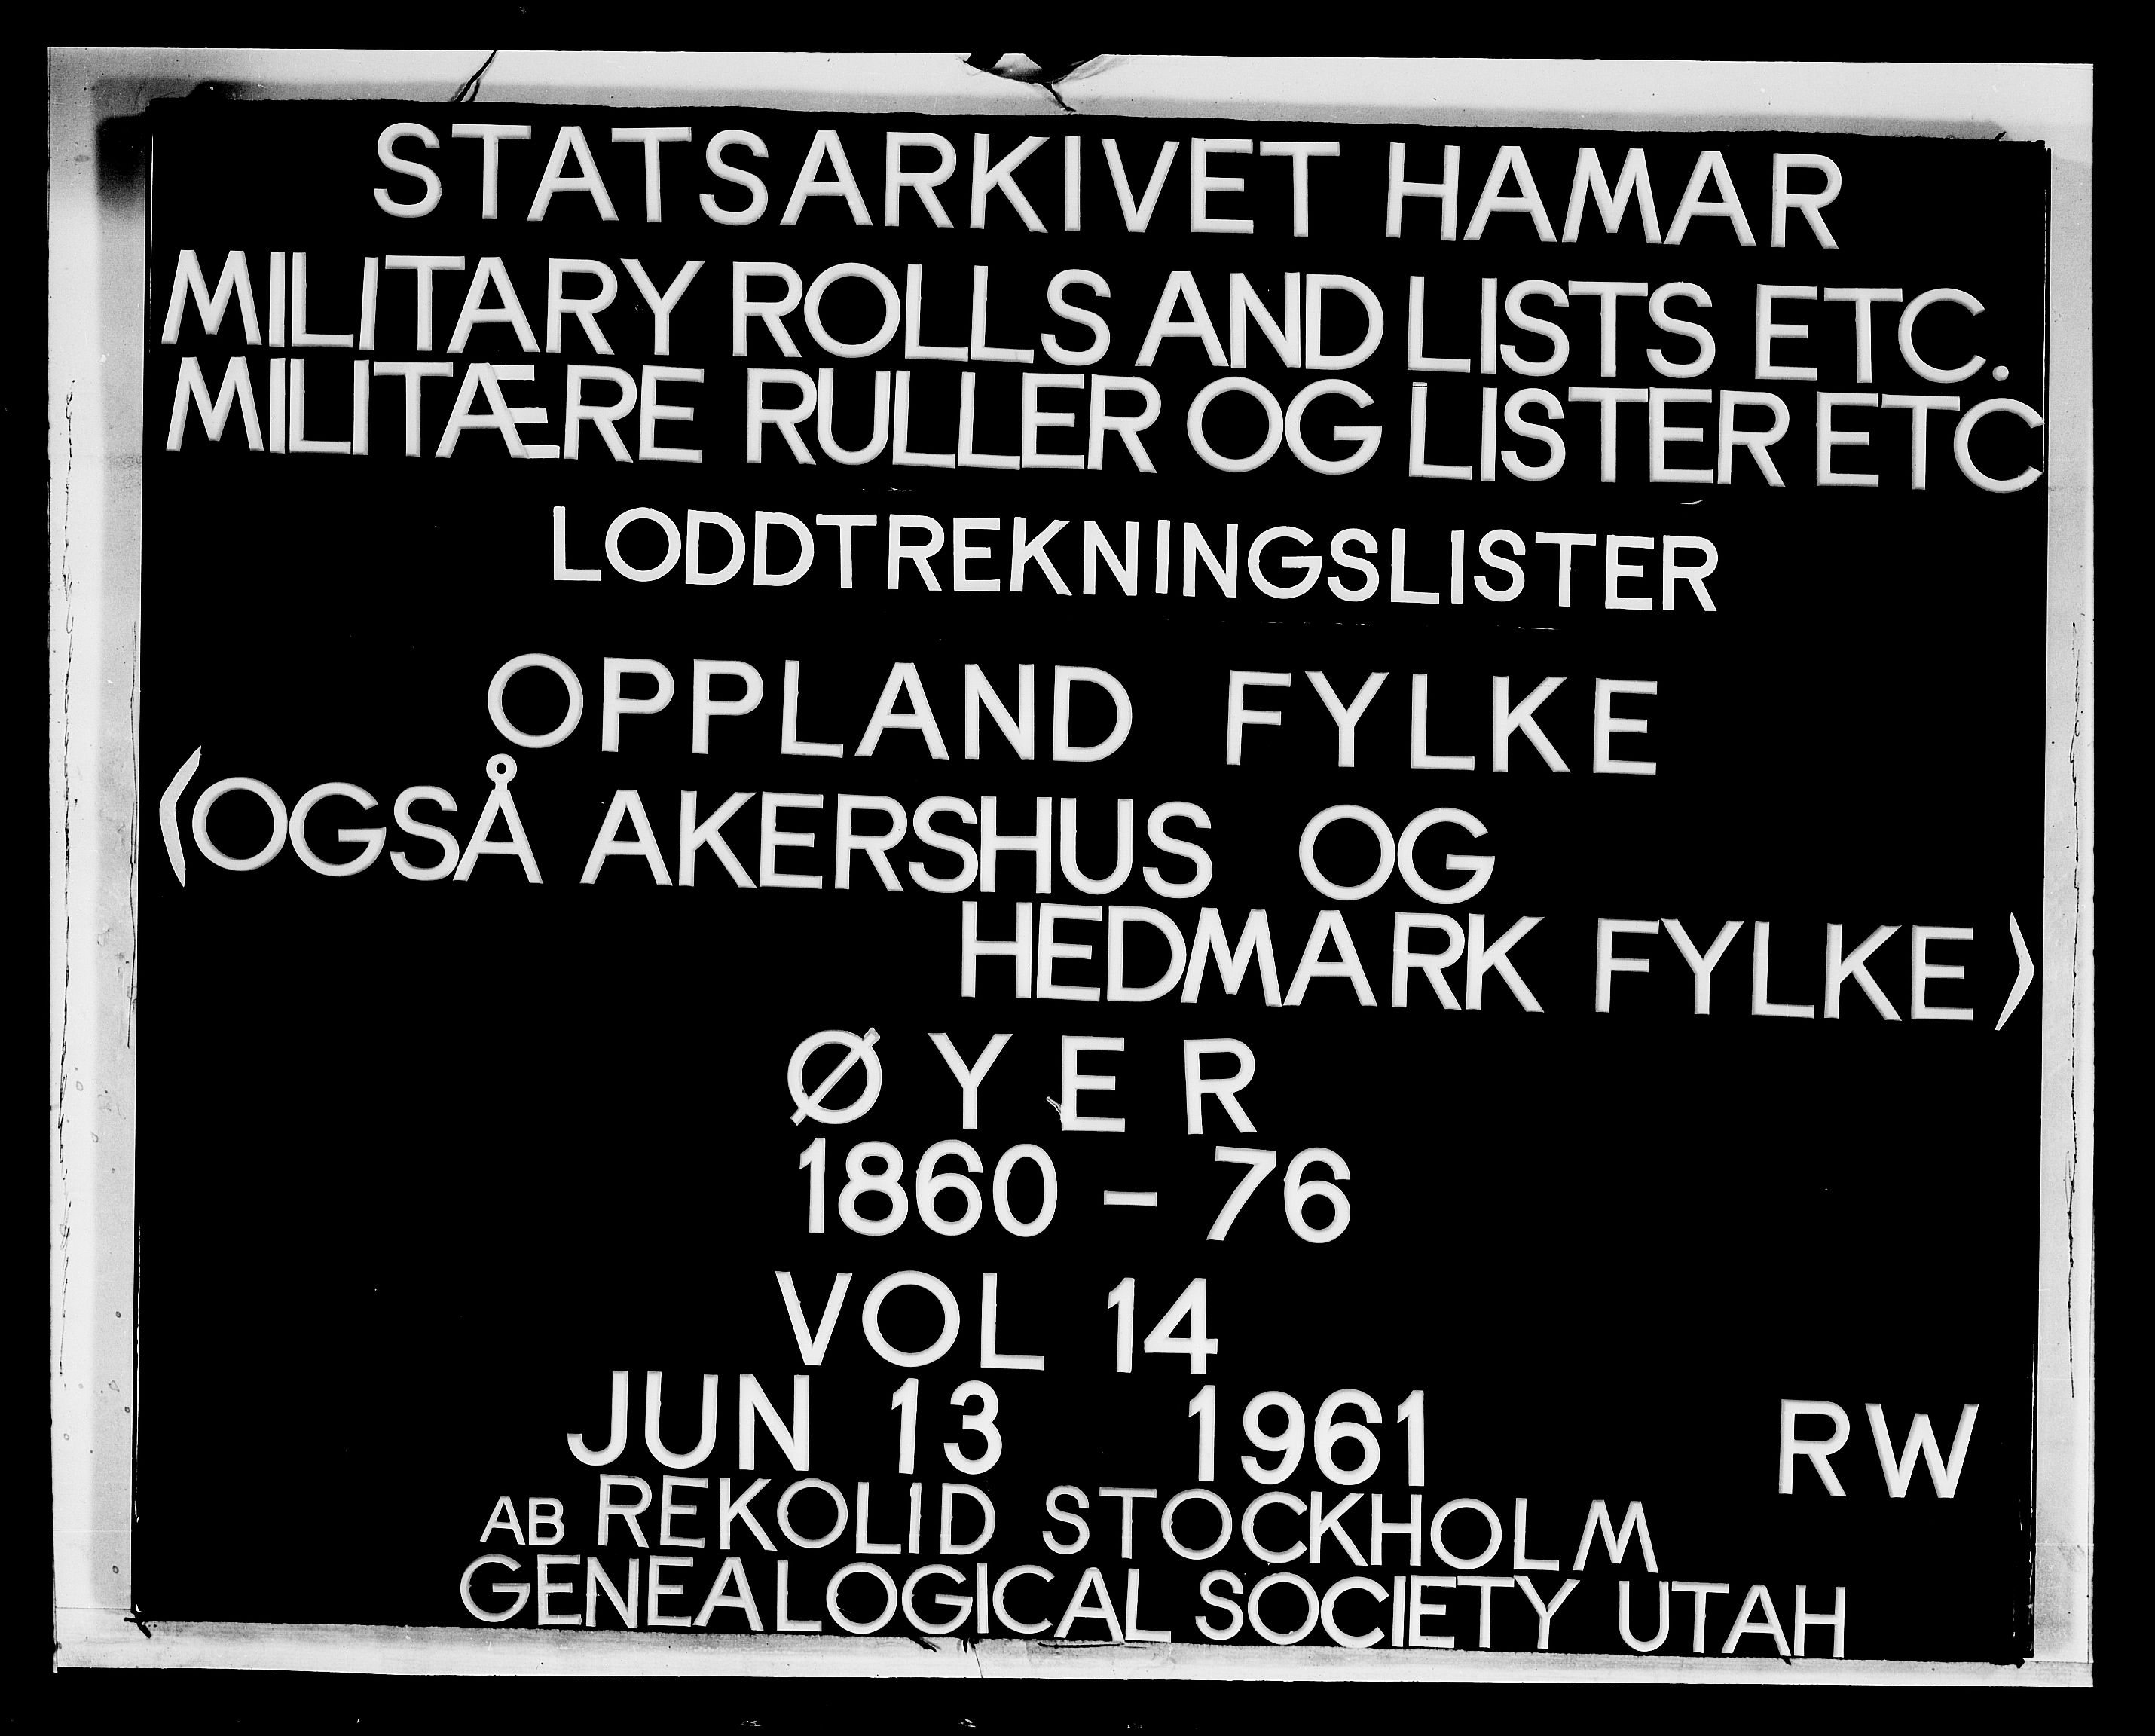 STATSARKIVET HAMAR
MILITARY ROLLS AND LISTS ETC.
MILITÆRE RULLER OG LISTER ETC
LODDTREKNINGSLISTER
OPPLAND FYLKE
(OGSÅ AKERSHUS OG
HEDMARK FYLKE)
ØYER
1860 – 76
VOL 14
JUN 13 1961 RW
AB REKOLID STOCKHOLM
GENEALOGICAL SOCIETY UTAH